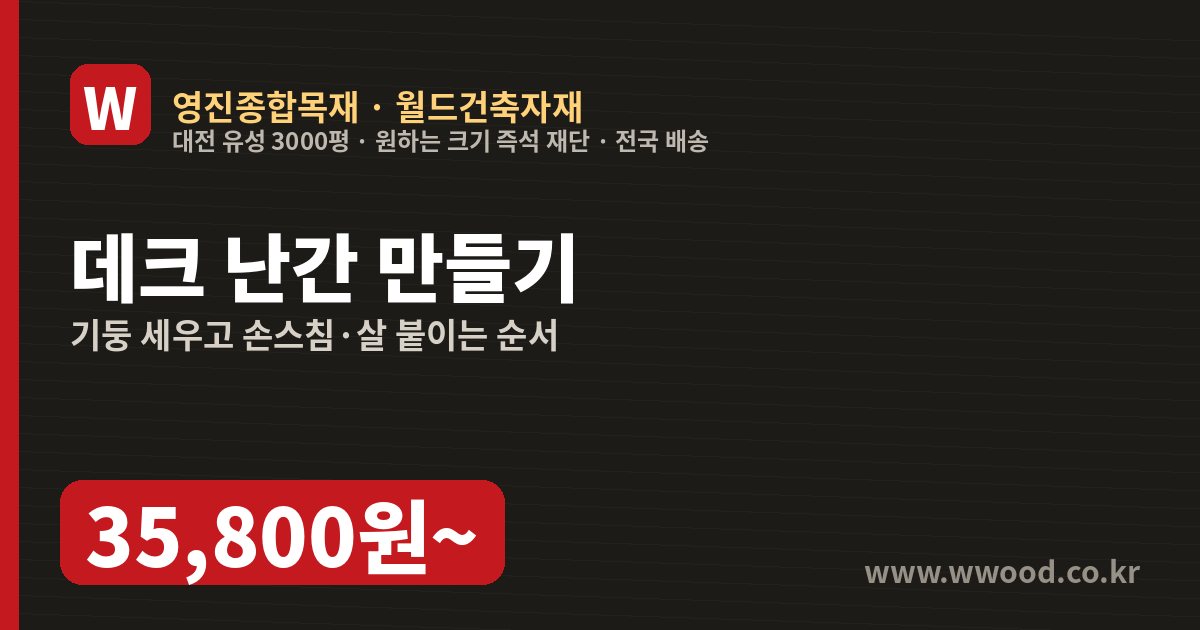 W
영진종합목재 · 월드건축자재
대전 유성 3000평 · 원하는 크기 즉석 재단 · 전국 배송
데크 난간 만들기
기둥 세우고 손스침·살 붙이는 순서
35,800원~
www.wwood.co.kr